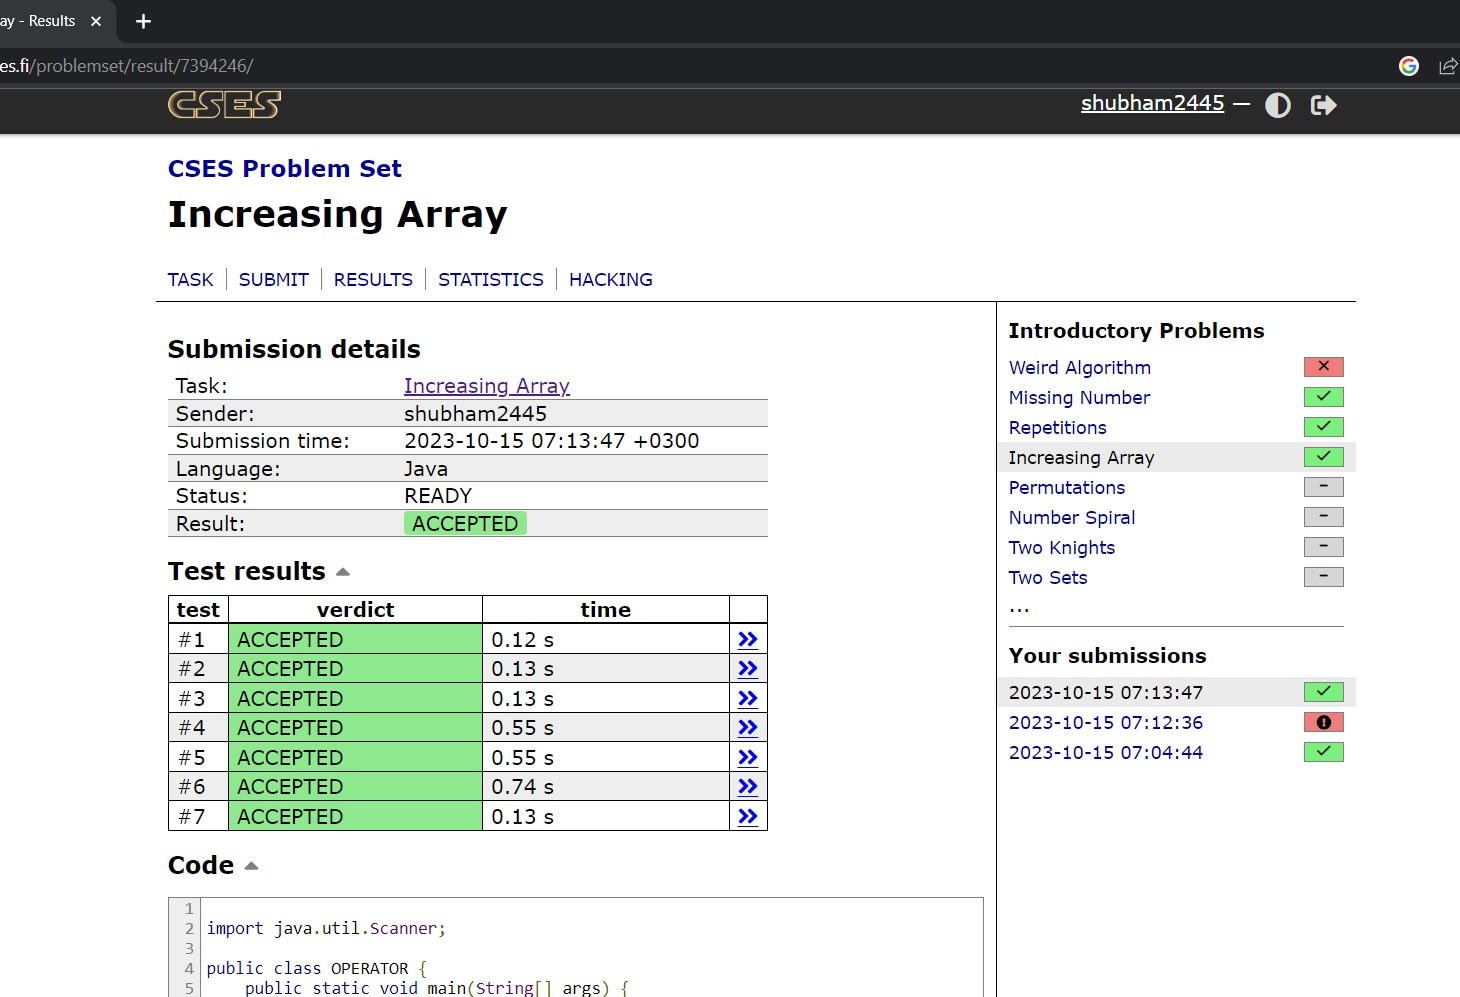 ay - Results
es.fi/problemset/result/7394246/
CSES
shubham2445 —
CSES Problem Set
Increasing Array
TASK SUBMIT RESULTS STATISTICS HACKING
Submission details
Task: Increasing Array
Sender: shubham2445
Submission time: 2023-10-15 07:13:47 +0300
Language: Java
Status: READY
Result: ACCEPTED
Test results
test verdict time
#1 ACCEPTED 0.12 s
#2 ACCEPTED 0.13 s
#3 ACCEPTED 0.13 s
#4 ACCEPTED 0.55 s
#5 ACCEPTED 0.55 s
#6 ACCEPTED 0.74 s
#7 ACCEPTED 0.13 s
Code
1
2 import java.util.Scanner;
3
4 public class OPERATOR {
5 public static void main(String[] args) {
Introductory Problems
Weird Algorithm
Missing Number
Repetitions
Increasing Array
Permutations –
Number Spiral –
Two Knights –
Two Sets –
...
Your submissions
2023-10-15 07:13:47
2023-10-15 07:12:36
2023-10-15 07:04:44